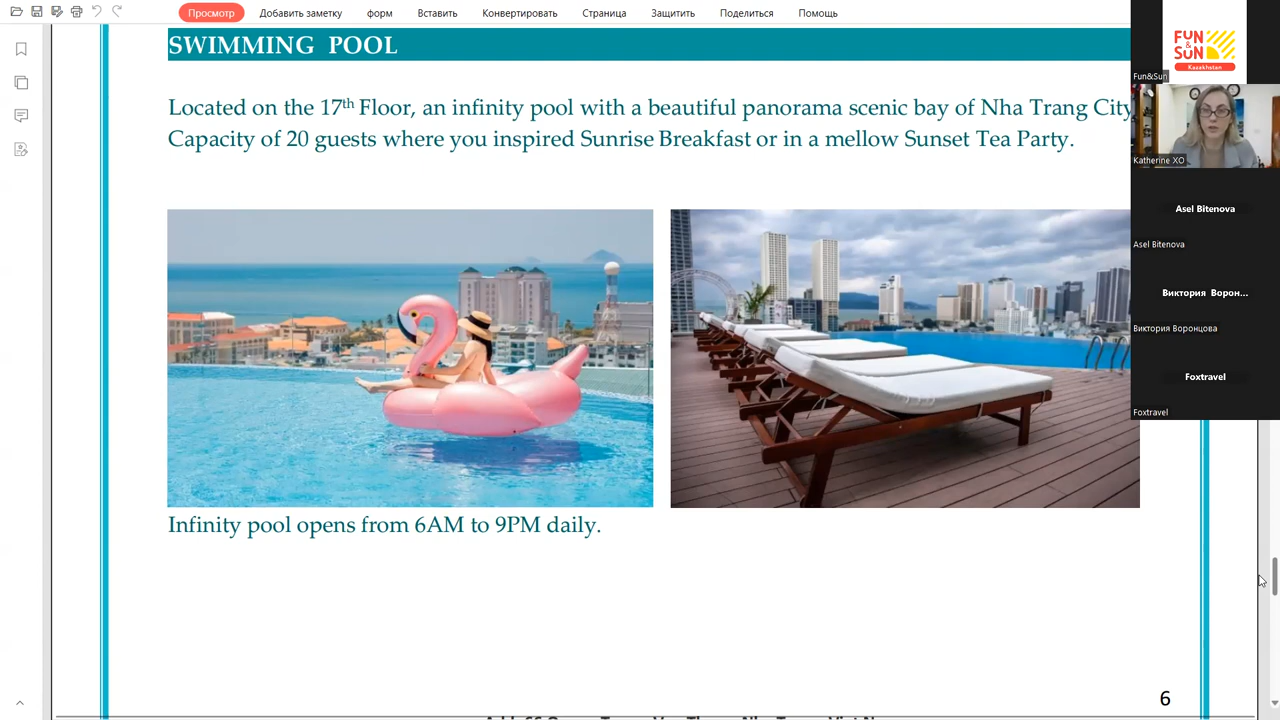 Просмотр Добавить заметку форм Вставить Конвертировать Страница Защитить Поделиться Помощь
SWIMMING POOL
Located on the 17th Floor, an infinity pool with a beautiful panorama scenic bay of Nha Trang City
Capacity of 20 guests where you inspired Sunrise Breakfast or in a mellow Sunset Tea Party.
Infinity pool opens from 6AM to 9PM daily.
6
FUN
&
SUN
Kazakhstan
Fun&Sun
Katherine XO
Asel Bitenova
Asel Bitenova
Виктория Ворон...
Виктория Воронцова
Foxtravel
Foxtravel